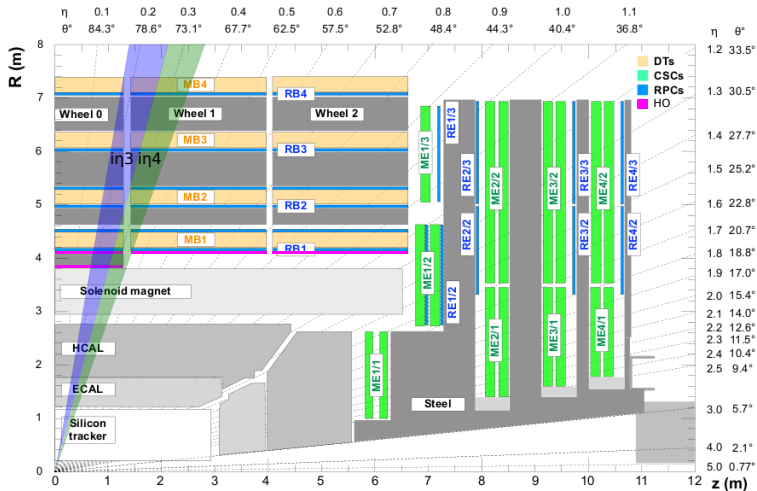 η 0.1 0.2 0.3 0.4 0.5 0.6 0.7 0.8 0.9 1.0 1.1 η θ°
θ° 84.3° 78.6° 73.1° 67.7° 62.5° 57.5° 52.8° 48.4° 44.3° 40.4° 36.8°
R (m)
8
7
6
5
4
3
2
1
0
1.2 33.5°
1.3 30.5°
1.4 27.7°
1.5 25.2°
1.6 22.8°
1.7 20.7°
1.8 18.8°
1.9 17.0°
2.0 15.4°
2.1 14.0°
2.2 12.6°
2.3 11.5°
2.4 10.4°
2.5 9.4°
3.0 5.7°
4.0 2.1°
5.0 0.77°
DTs
CSCs
RPCs
HO
MB4
RB4
Wheel 0
Wheel 1
Wheel 2
MB3
RB3
iη3 iη4
MB2
RB2
MB1
RB1
Solenoid magnet
HCAL
ECAL
Silicon
tracker
Steel
ME1/3
RE1/3
ME1/2
RE1/2
ME1/1
RE2/3
RE2/2
ME2/2
ME2/1
ME3/2
RE3/3
RE3/2
ME3/1
ME4/2
RE4/3
RE4/2
ME4/1
0 1 2 3 4 5 6 7 8 9 10 11 12
z (m)